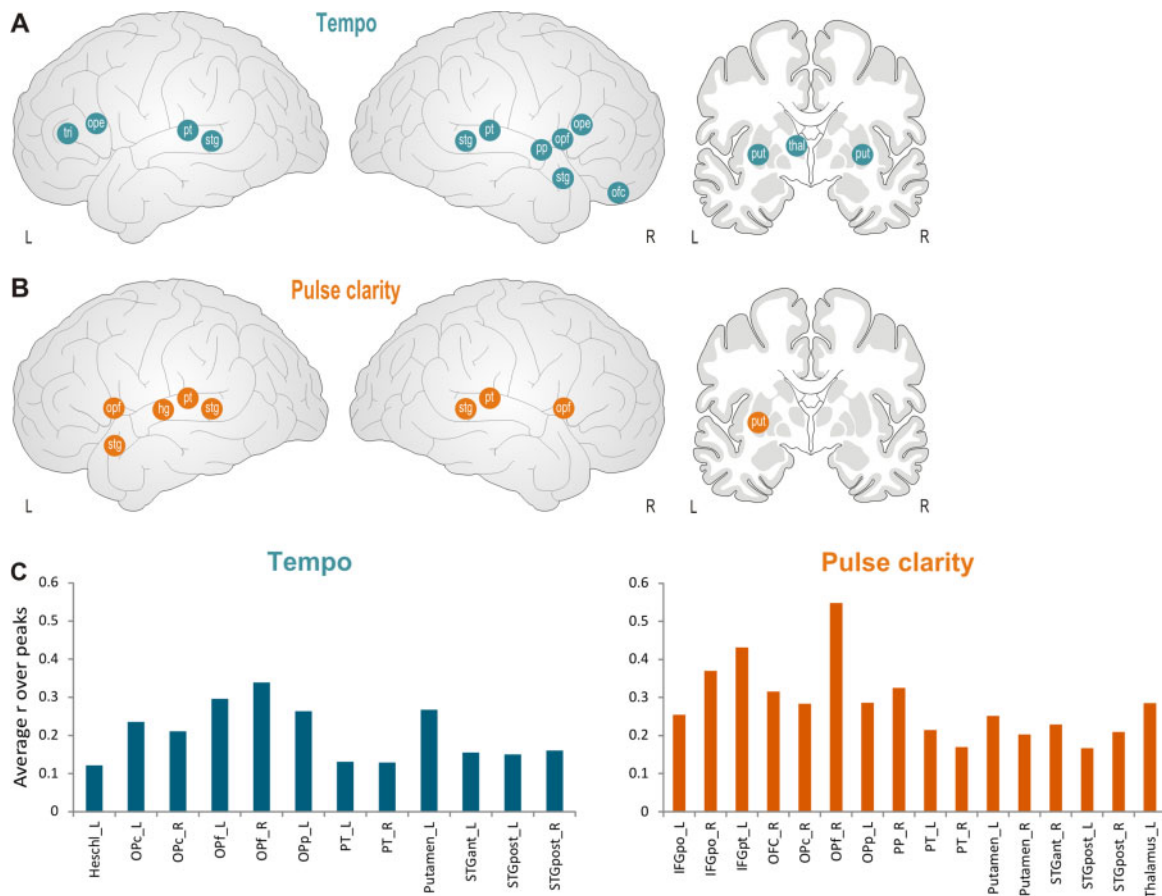 A
Tempo
tri
ope
pt
stg
stg
pt
pp
opf
ope
stg
ofc
put
thal
put
L
R
L
R
B
Pulse clarity
opf
hg
pt
stg
stg
stg
pt
opf
put
L
R
L
R
C
Tempo
Average r over peaks
0.6
0.5
0.4
0.3
0.2
0.1
0
Heschl_L
OPc_L
OPc_R
OPf_L
OPf_R
OPp_L
PT_L
PT_R
Putamen_L
STGant_L
STGpost_L
STGpost_R
Pulse clarity
0.6
0.5
0.4
0.3
0.2
0.1
0
IFGpo_L
IFGpo_R
IFGpt_L
OFC_R
OPc_R
OPf_R
OPp_L
PP_R
PT_L
PT_R
Putamen_L
Putamen_R
STGant_R
STGpost_L
STGpost_R
Thalamus_L